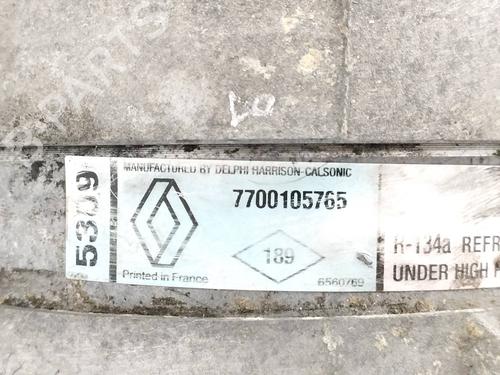 MANUFACTURED BY DELPHI HARRISON-CALSONIC
5309
7700105765
189
Printed in France
6560769
R-134a REFR
UNDER HIGH